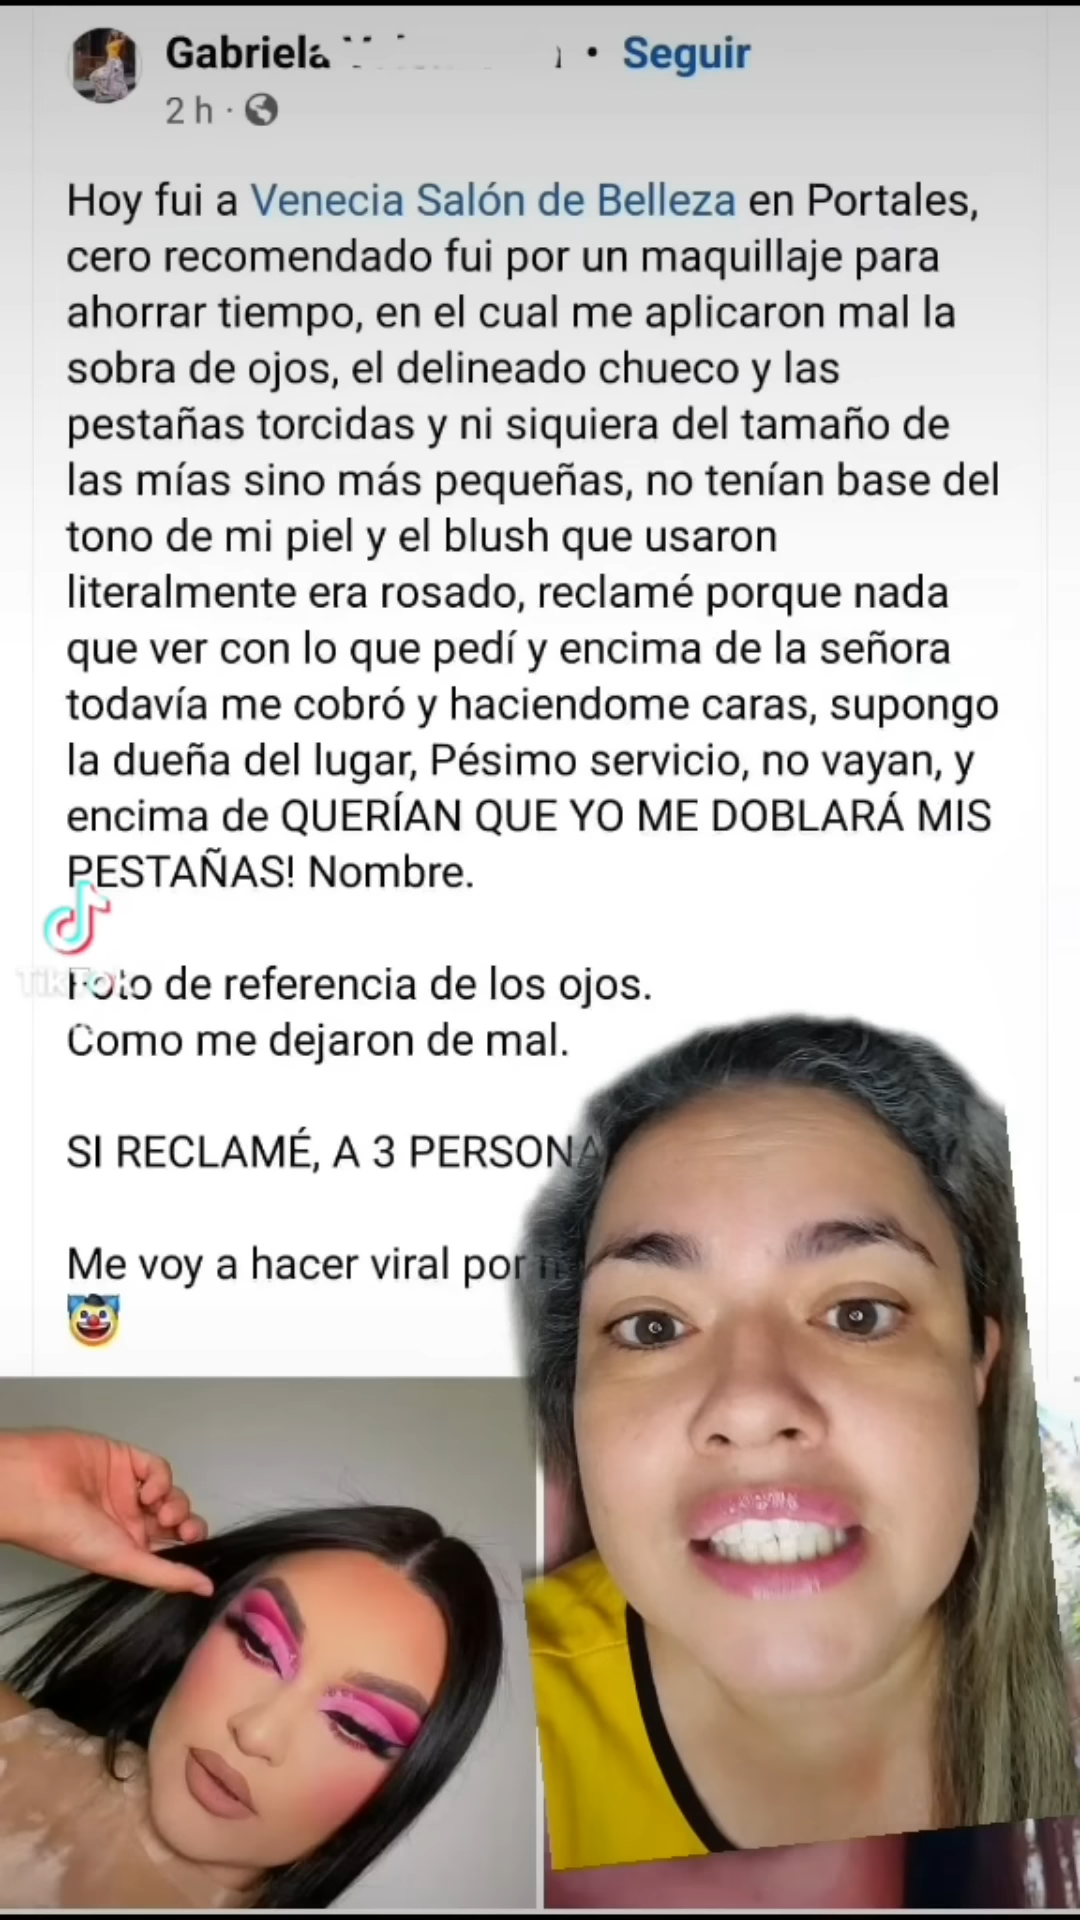 Gabriela • Seguir
2 h ·
Hoy fui a Venecia Salón de Belleza en Portales,
cero recomendado fui por un maquillaje para
ahorrar tiempo, en el cual me aplicaron mal la
sobra de ojos, el delineado chueco y las
pestañas torcidas y ni siquiera del tamaño de
las mías sino más pequeñas, no tenían base del
tono de mi piel y el blush que usaron
literalmente era rosado, reclamé porque nada
que ver con lo que pedí y encima de la señora
todavía me cobró y haciendome caras, supongo
la dueña del lugar, Pésimo servicio, no vayan, y
encima de QUERÍAN QUE YO ME DOBLARÁ MIS
PESTAÑAS! Nombre.
TikTok
Foto de referencia de los ojos.
Como me dejaron de mal.
SI RECLAMÉ, A 3 PERSONA
Me voy a hacer viral por